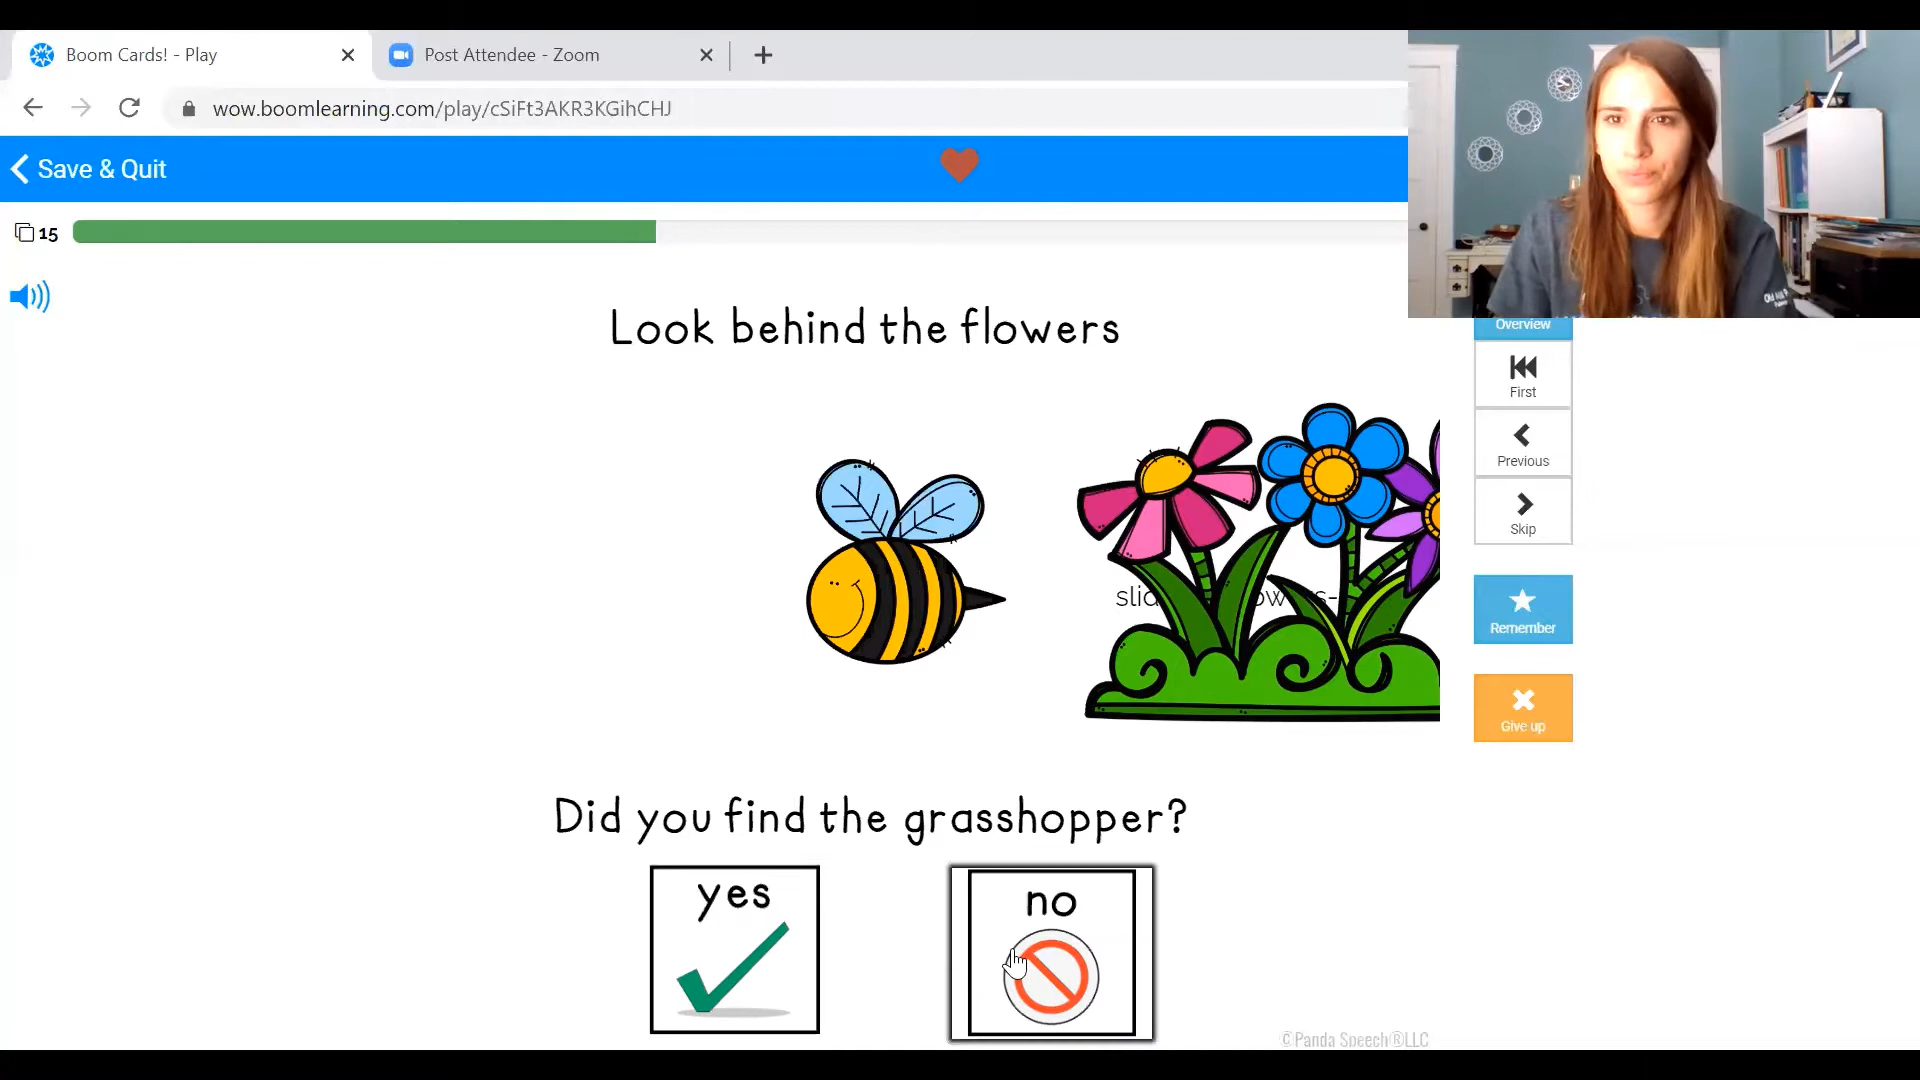 Boom Cards! - Play
Post Attendee - Zoom
wow.boomlearning.com/play/cSiFt3AKR3KGihCHJ
Save & Quit
15
Look behind the flowers
Overview
First
Previous
Skip
Remember
Give up
Did you find the grasshopper?
yes
no
©Panda Speech®LLC